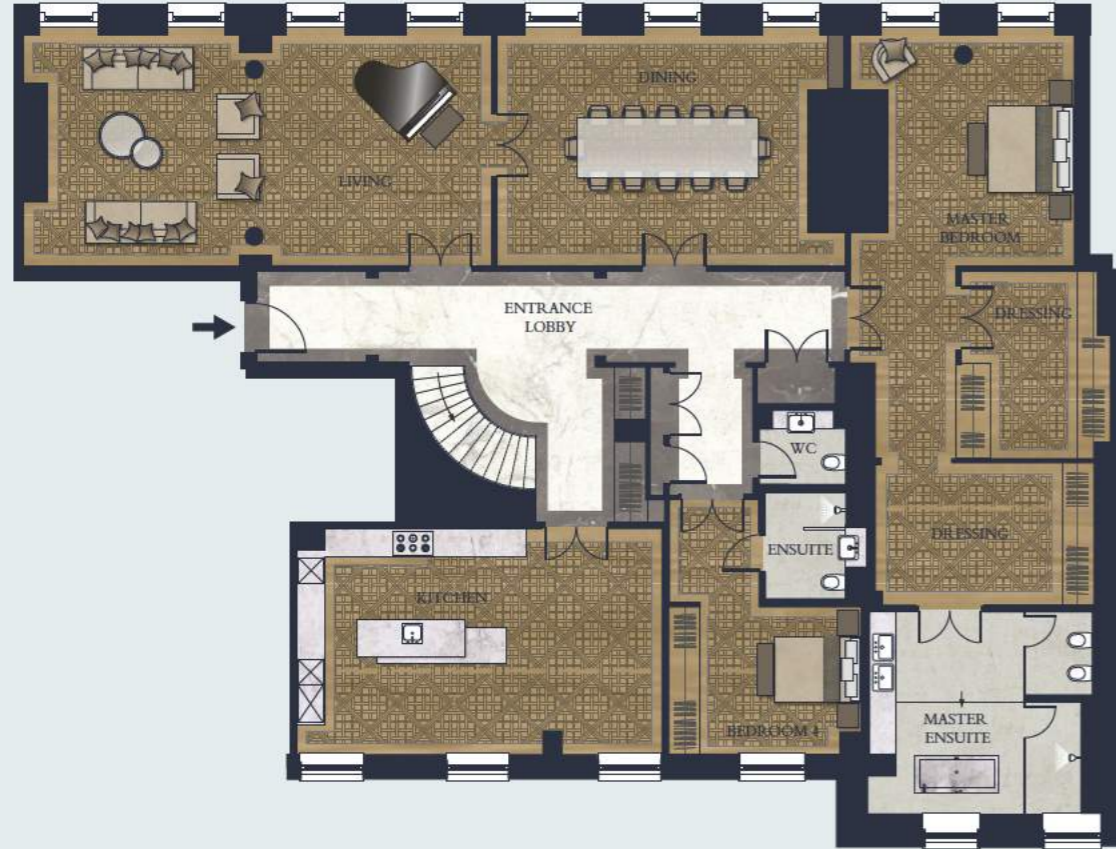 DINING
LIVING
MASTER
BEDROOM
ENTRANCE
LOBBY
DRESSING
WC
ENSUITE
DRESSING
KITCHEN
MASTER
ENSUITE
BEDROOM 4